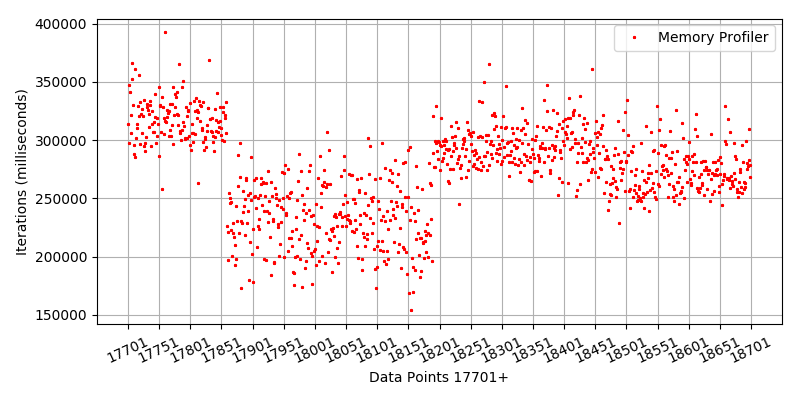 Iterations (milliseconds)
400000
350000
300000
250000
200000
150000
Memory Profiler
17701 17751 17801 17851 17901 17951 18001 18051 18101 18151 18201 18251 18301 18351 18401 18451 18501 18551 18601 18651 18701
Data Points 17701+